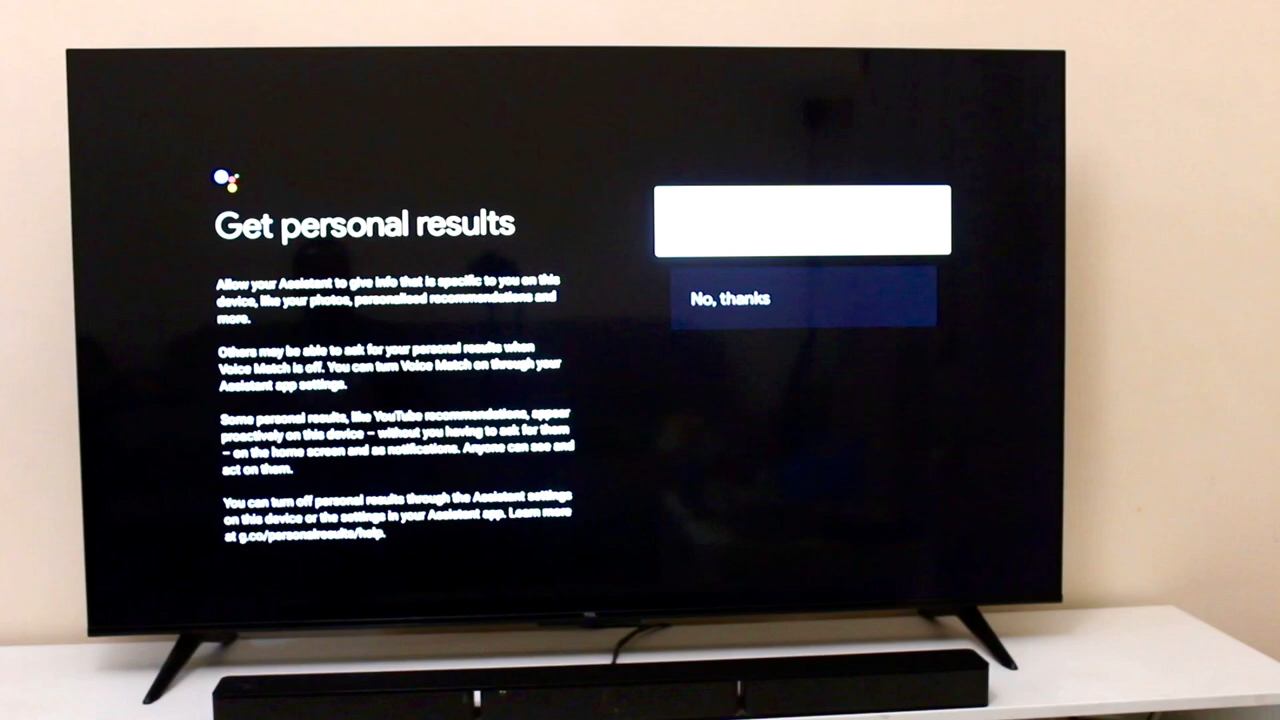 Get personal results
Allow your Assistant to give info that is specific to you on this
device, like your photos, personalised recommendations and
more.
Others may be able to ask for your personal results when
Voice Match is off. You can turn Voice Match on through your
Assistant app settings.
Some personal results, like YouTube recommendations, appear
proactively on this device – without you having to ask for them
– on the home screen and as notifications. Anyone can see and
act on them.
You can turn off personal results through the Assistant settings
on this device or the settings in your Assistant app. Learn more
at g.co/personalresults/help.
No, thanks